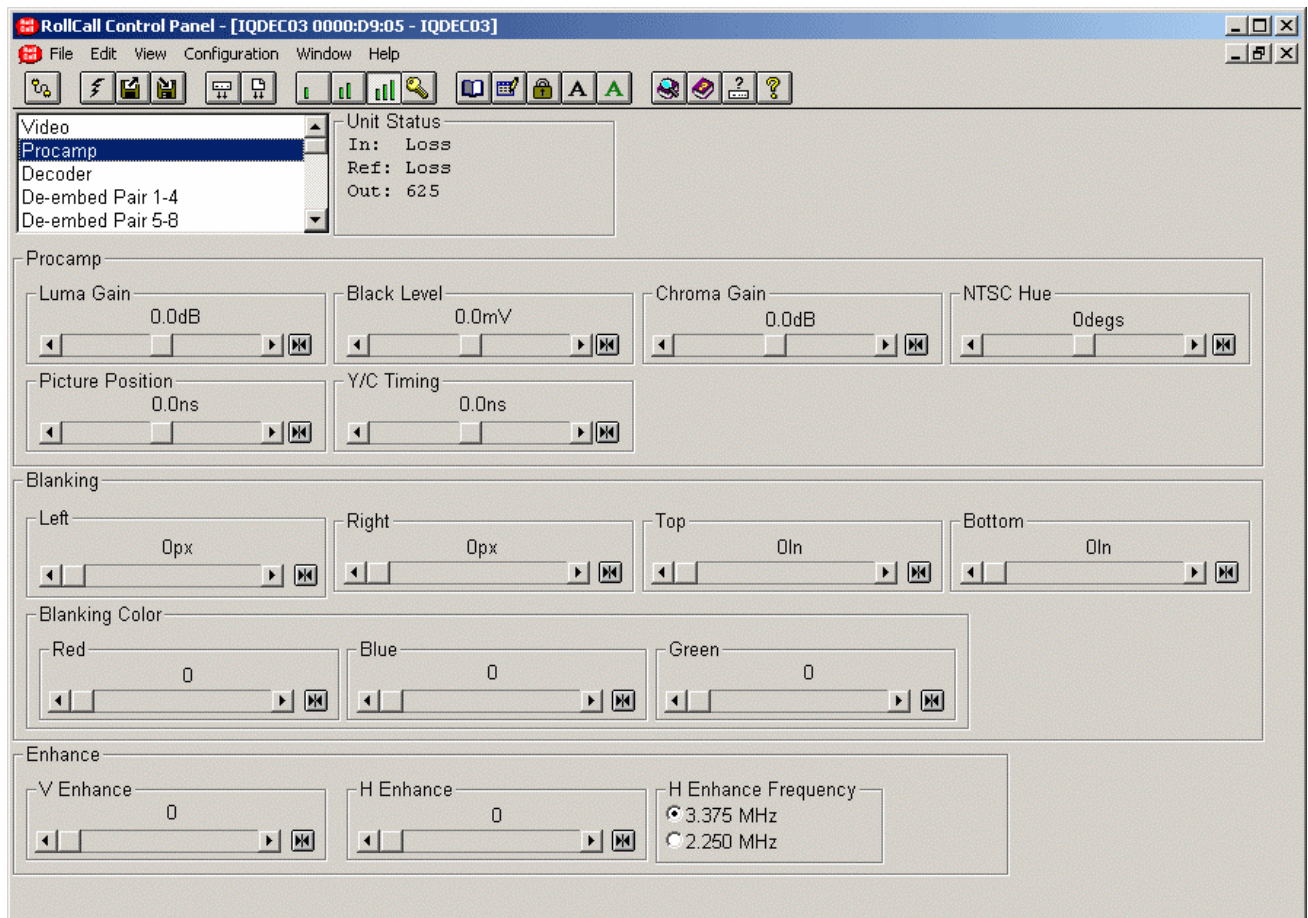 RollCall Control Panel - [IQDEC03 0000:D9:05 - IQDEC03]
File Edit View Configuration Window Help
A A ? ?
Video
Procamp
Decoder
De-embed Pair 1-4
De-embed Pair 5-8
Unit Status
In: Loss
Ref: Loss
Out: 625
Procamp
Luma Gain
0.0dB
Black Level
0.0mV
Chroma Gain
0.0dB
NTSC Hue
0degs
Picture Position
0.0ns
Y/C Timing
0.0ns
Blanking
Left
0px
Right
0px
Top
0ln
Bottom
0ln
Blanking Color
Red
0
Blue
0
Green
0
Enhance
V Enhance
0
H Enhance
0
H Enhance Frequency
3.375 MHz
2.250 MHz